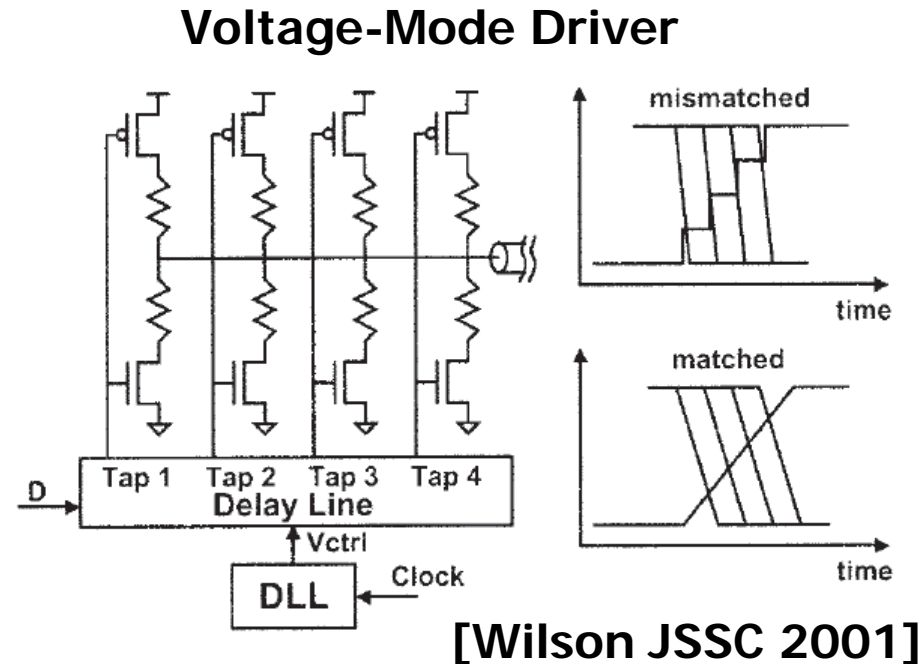 Voltage-Mode Driver
mismatched
time
matched
time
Tap 1 Tap 2 Tap 3 Tap 4
Delay Line
D
Vctrl
DLL
Clock
[Wilson JSSC 2001]